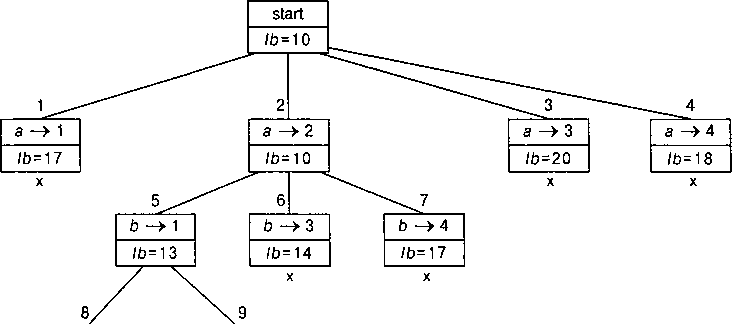 start
lb=10
1
2
3
4
a → 1
a → 2
a → 3
a → 4
lb=17
lb=10
lb=20
lb=18
x
x
x
5
6
7
b → 1
b → 3
b → 4
lb=13
lb=14
lb=17
x
x
8
9